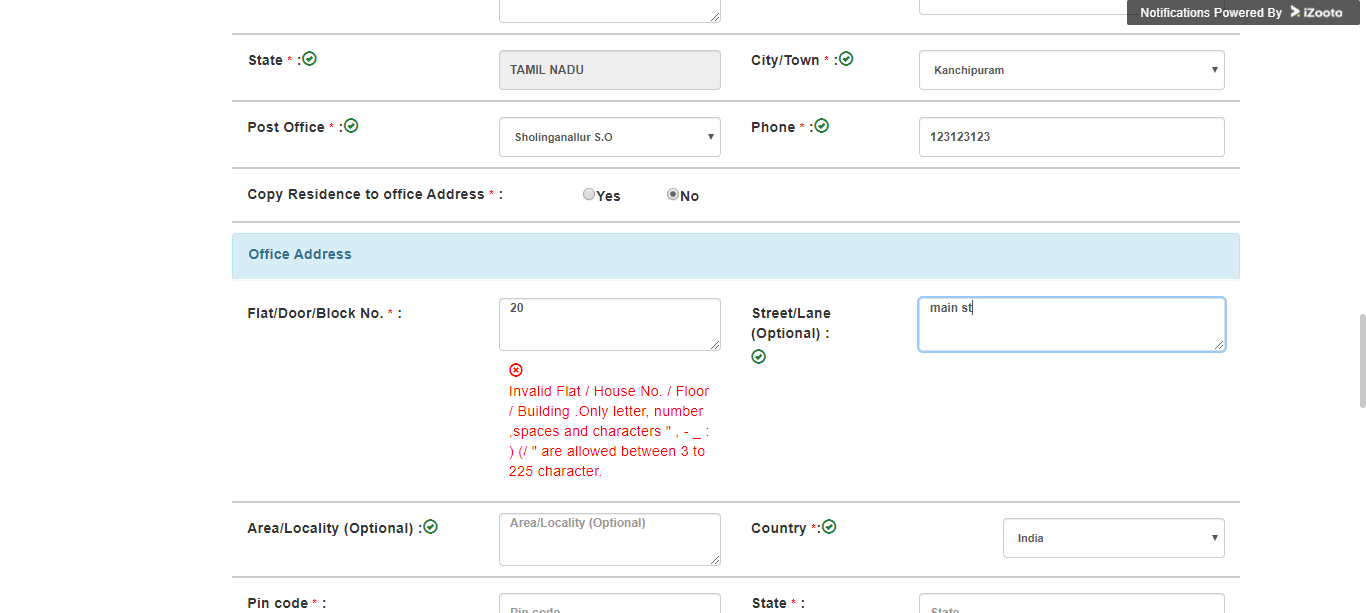 Notifications Powered By iZooto
State * :
TAMIL NADU
City/Town * :
Kanchipuram
Post Office * :
Sholinganallur S.O
Phone * :
123123123
Copy Residence to office Address * :
Yes
No
Office Address
Flat/Door/Block No. * :
20
Street/Lane
(Optional) :
main st
Invalid Flat / House No. / Floor
/ Building .Only letter, number
,spaces and characters " , - _ :
) (/ " are allowed between 3 to
225 character.
Area/Locality (Optional) :
Area/Locality (Optional)
Country *:
India
Pin code * :
Pin code
State * :
State